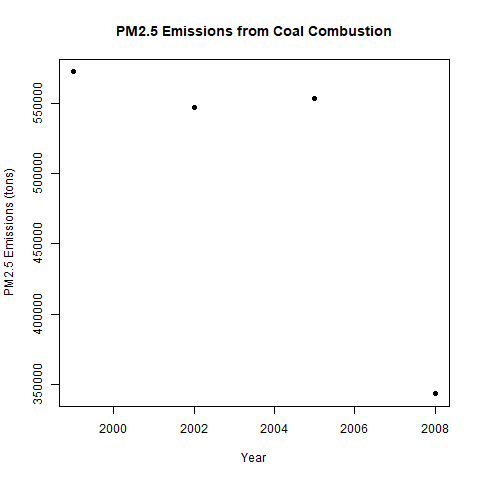 PM2.5 Emissions from Coal Combustion
PM2.5 Emissions (tons)
550000
500000
450000
400000
350000
2000 2002 2004 2006 2008
Year